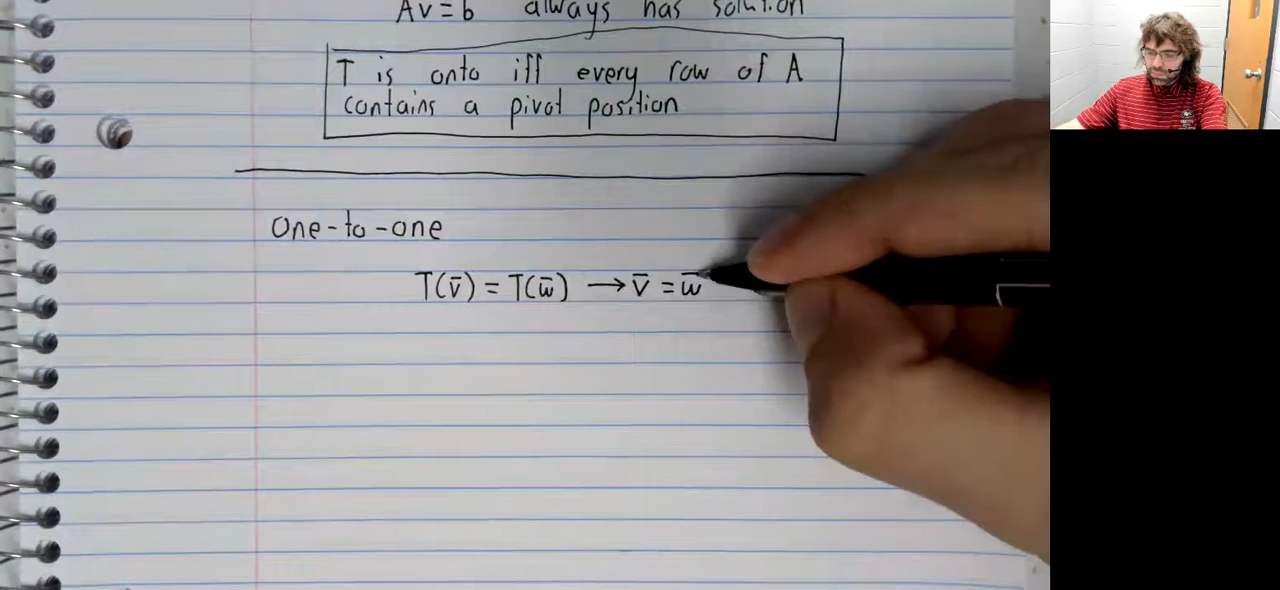 Av=b always has solution
T is onto iff every row of A
contains a pivot position
One-to-one
T(v̄) = T(w̄) → v̄ = w̄